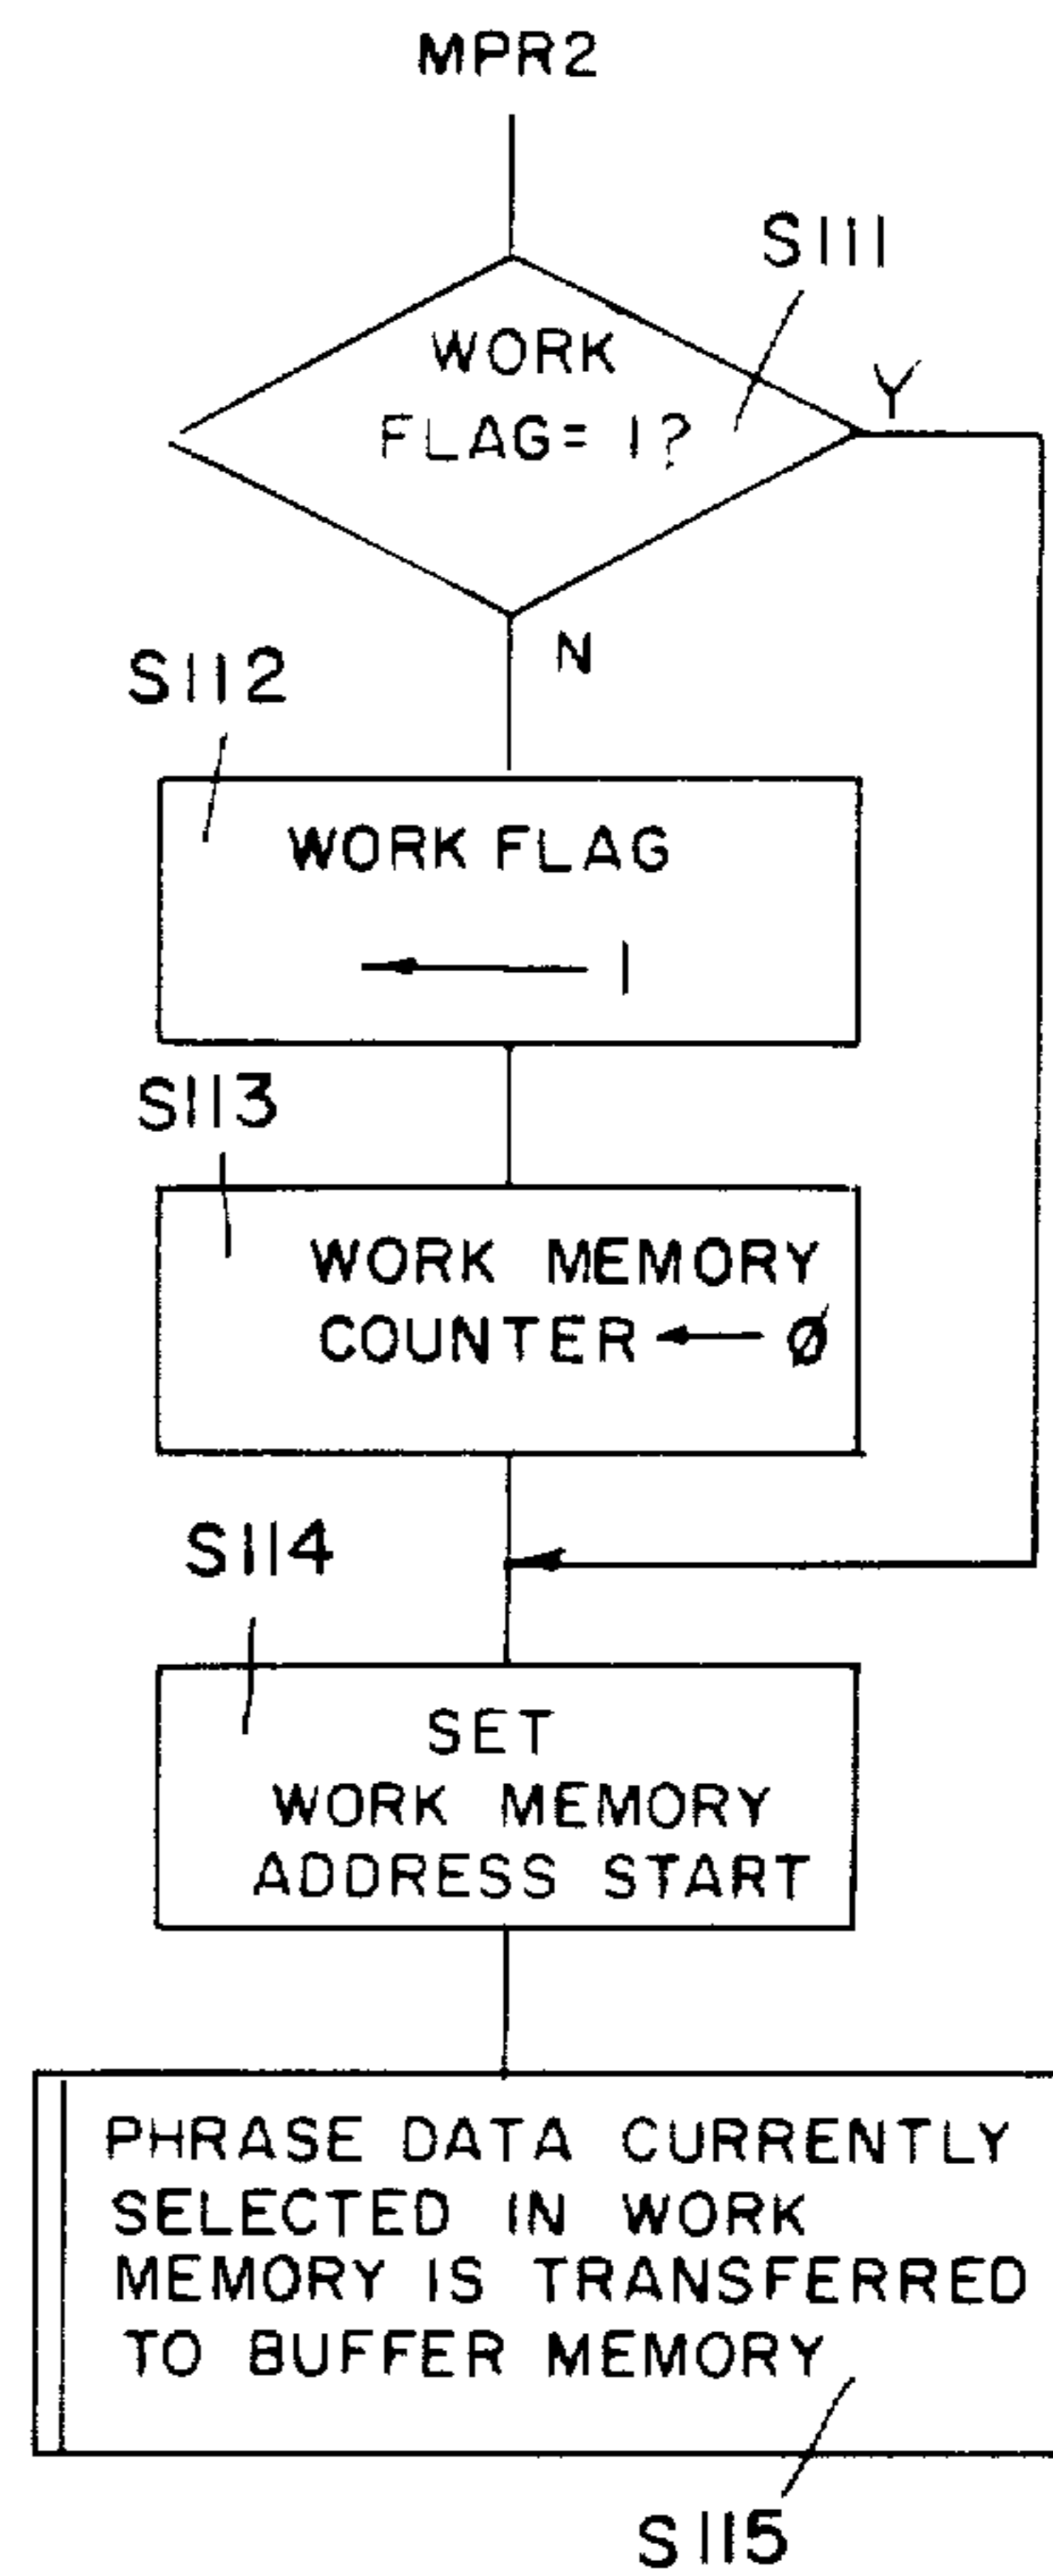 MPR2
S111
WORK
FLAG= 1?
Y
N
S112
WORK FLAG
← 1
S113
WORK MEMORY
COUNTER ← Ø
S114
SET
WORK MEMORY
ADDRESS START
PHRASE DATA CURRENTLY
SELECTED IN WORK
MEMORY IS TRANSFERRED
TO BUFFER MEMORY
S115